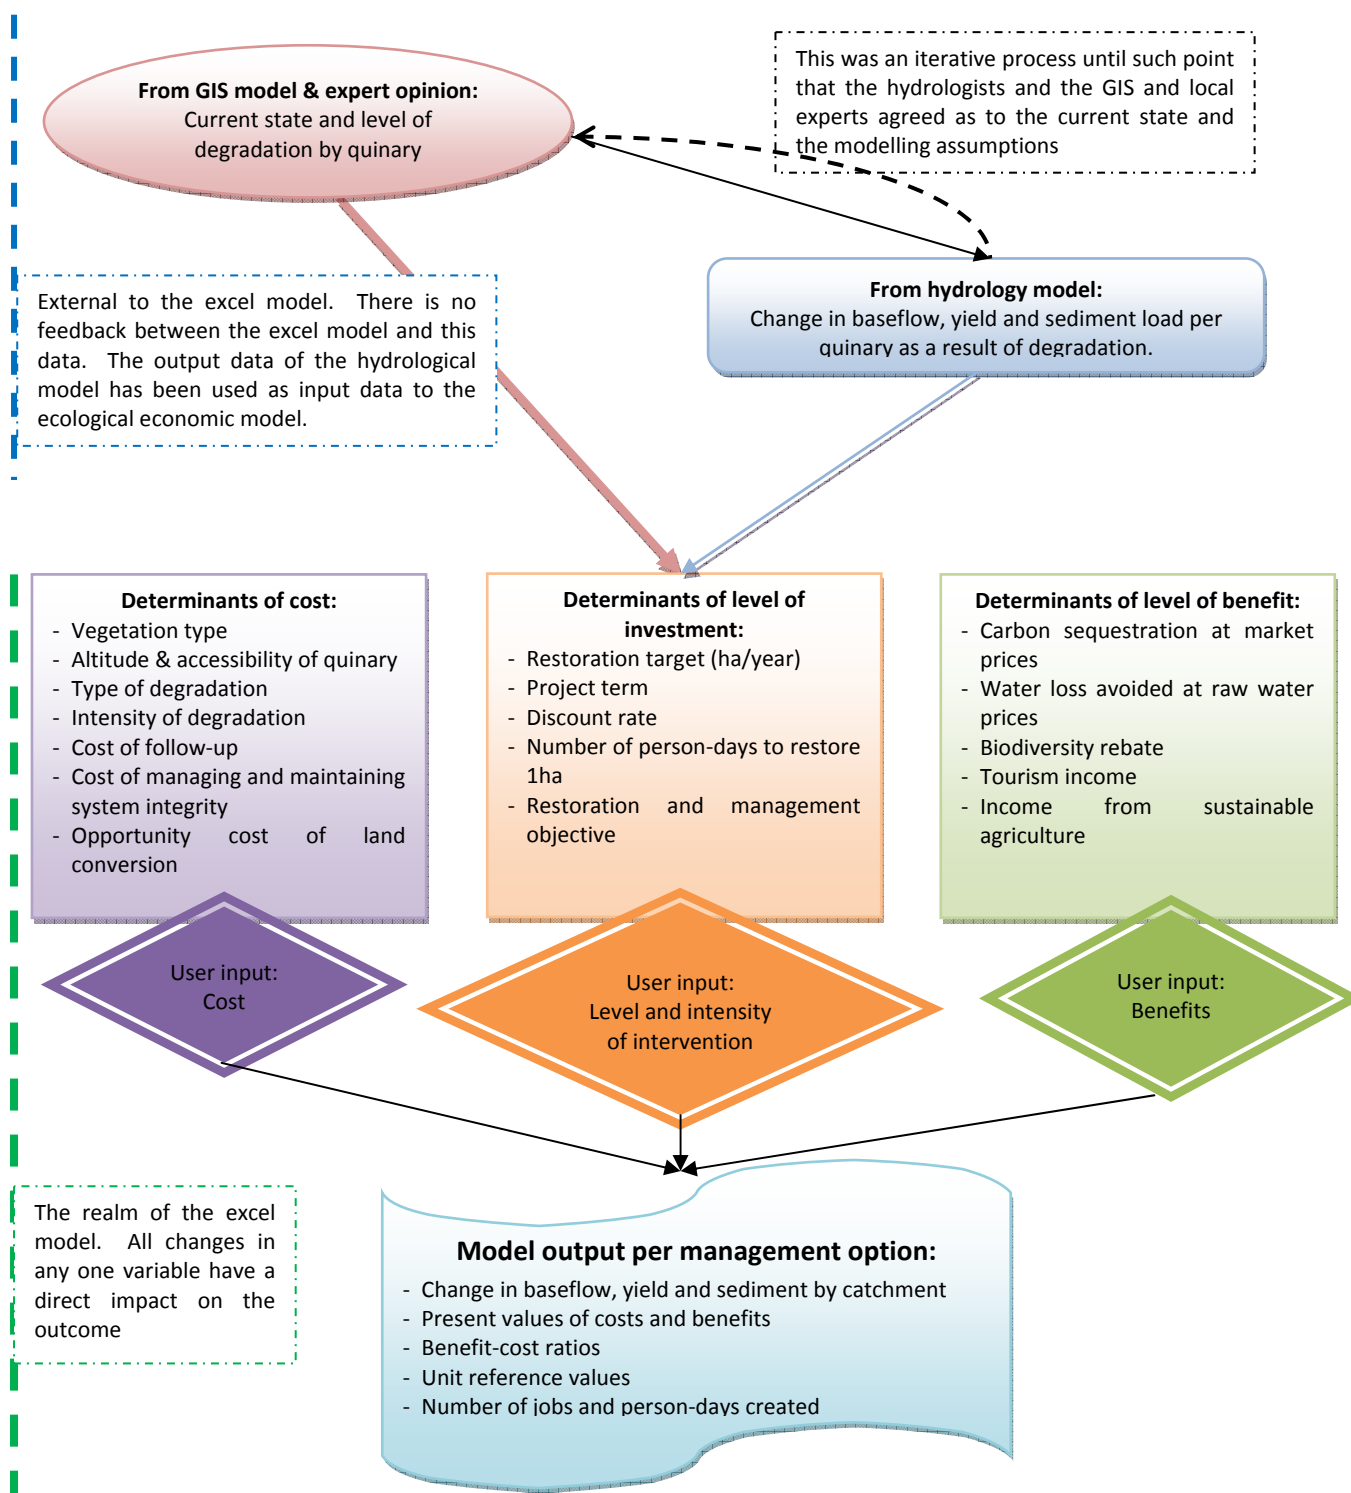 From GIS model & expert opinion:
Current state and level of
degradation by quinary
This was an iterative process until such point
that the hydrologists and the GIS and local
experts agreed as to the current state and
the modelling assumptions
External to the excel model. There is no
feedback between the excel model and this
data. The output data of the hydrological
model has been used as input data to the
ecological economic model.
From hydrology model:
Change in baseflow, yield and sediment load per
quinary as a result of degradation.
Determinants of cost:
- Vegetation type
- Altitude & accessibility of quinary
- Type of degradation
- Intensity of degradation
- Cost of follow-up
- Cost of managing and maintaining
system integrity
- Opportunity cost of land
conversion
Determinants of level of
investment:
- Restoration target (ha/year)
- Project term
- Discount rate
- Number of person-days to restore
1ha
- Restoration and management
objective
Determinants of level of benefit:
- Carbon sequestration at market
prices
- Water loss avoided at raw water
prices
- Biodiversity rebate
- Tourism income
- Income from sustainable
agriculture
User input:
Cost
User input:
Level and intensity
of intervention
User input:
Benefits
The realm of the excel
model. All changes in
any one variable have a
direct impact on the
outcome
Model output per management option:
- Change in baseflow, yield and sediment by catchment
- Present values of costs and benefits
- Benefit-cost ratios
- Unit reference values
- Number of jobs and person-days created